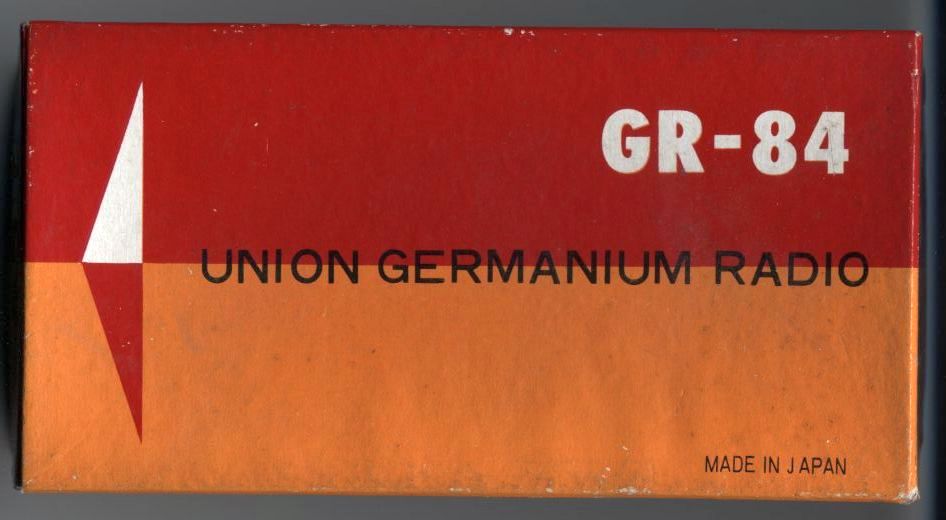 GR-84
UNION GERMANIUM RADIO
MADE IN JAPAN